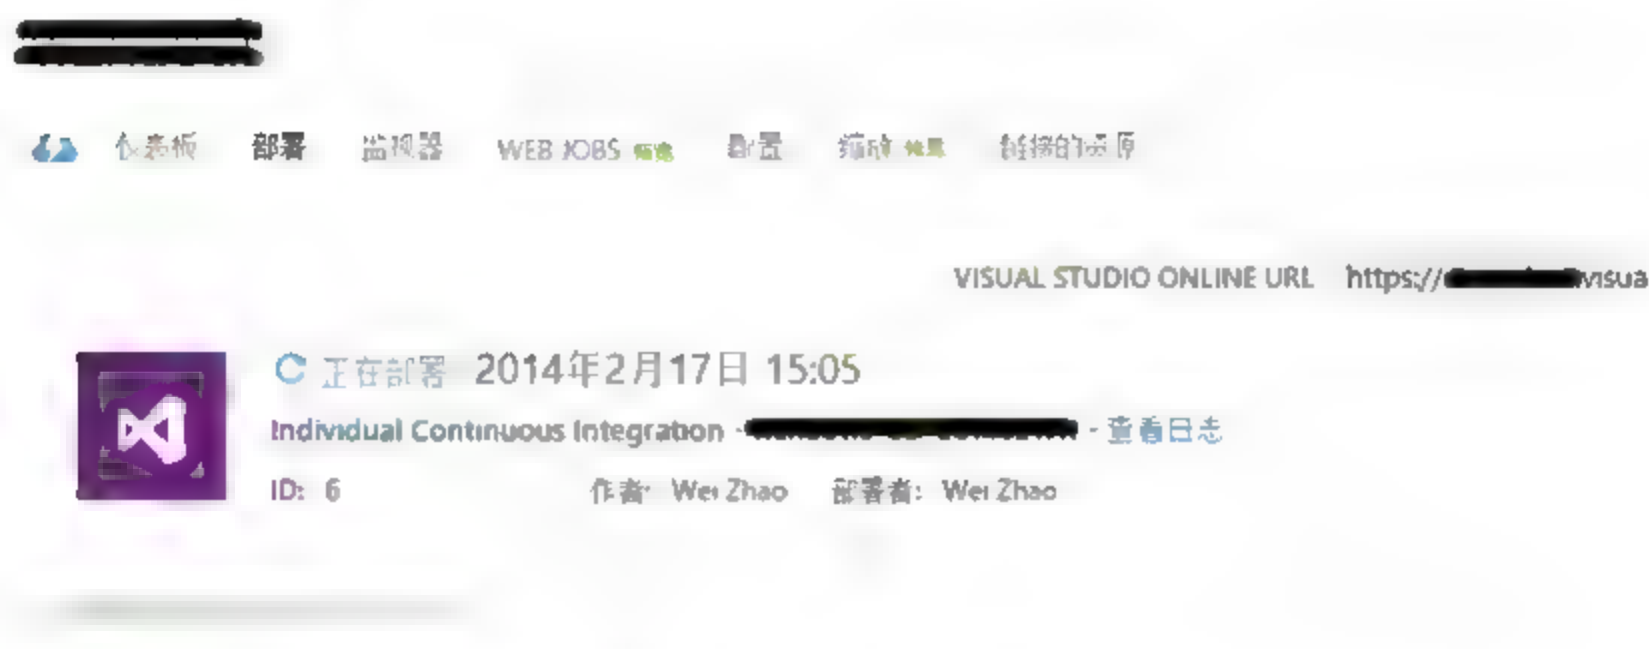 仪表板 部署 监视器 WEB JOBS 预览 配置 缩放 链接的资源
VISUAL STUDIO ONLINE URL https:// visua
正在部署 2014年2月17日 15:05
Individual Continuous Integration - - 查看日志
ID: 6 作者: Wei Zhao 部署者: Wei Zhao